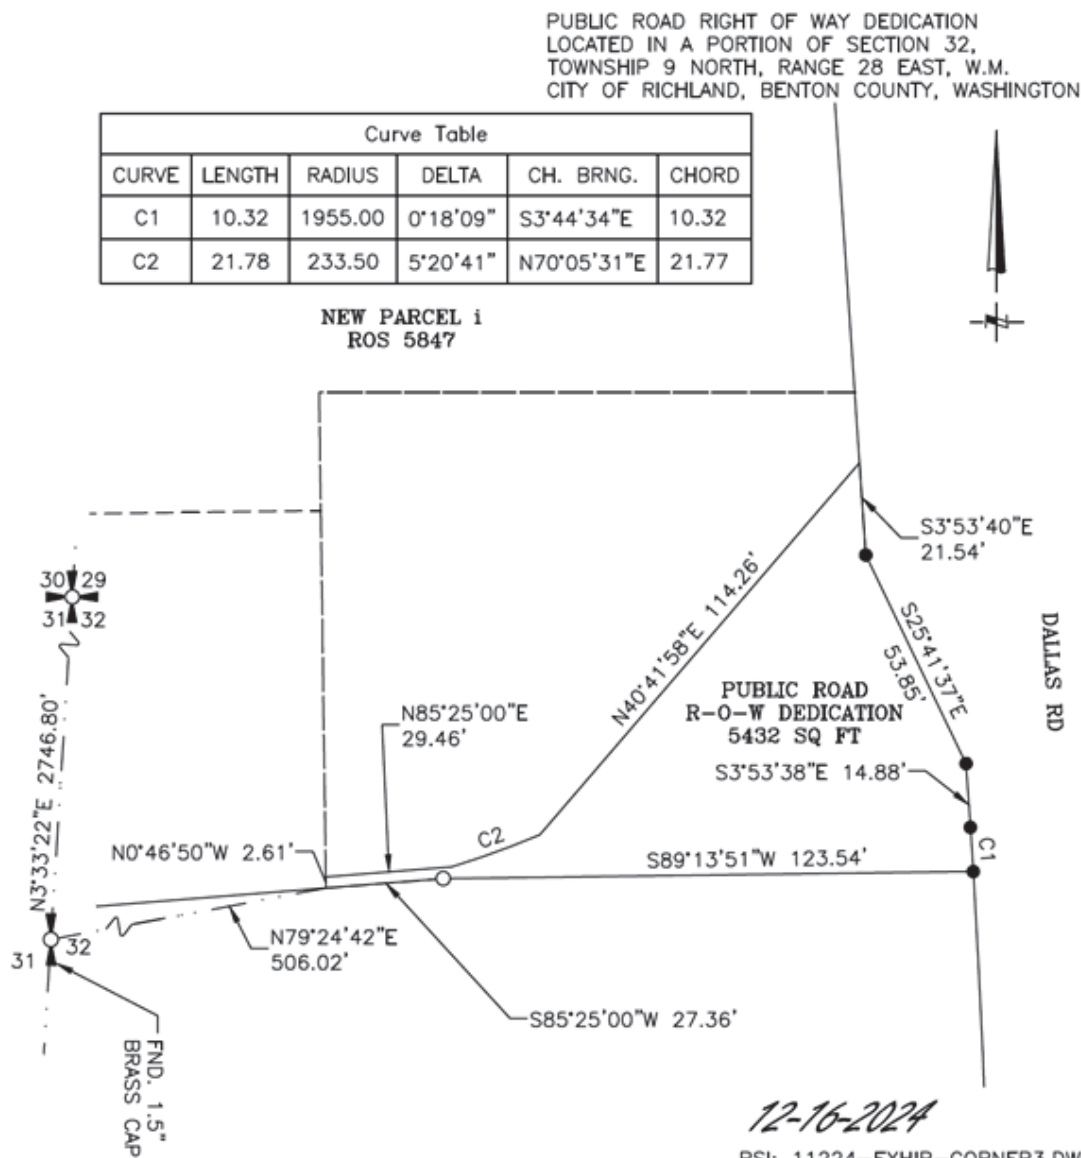 PUBLIC ROAD RIGHT OF WAY DEDICATION
LOCATED IN A PORTION OF SECTION 32,
TOWNSHIP 9 NORTH, RANGE 28 EAST, W.M.
CITY OF RICHLAND, BENTON COUNTY, WASHINGTON
Curve Table
CURVE LENGTH RADIUS DELTA CH. BRNG. CHORD
C1 10.32 1955.00 0°18'09" S3°44'34"E 10.32
C2 21.78 233.50 5°20'41" N70°05'31"E 21.77
NEW PARCEL i
ROS 5847
S3°53'40"E
21.54'
30 29
31 32
N3°33'22"E 2746.80'
N40°41'58"E 114.26'
S25°41'37"E
53.85'
DALLAS RD
PUBLIC ROAD
R-O-W DEDICATION
5432 SQ FT
N85°25'00"E
29.46'
S3°53'38"E 14.88'
C2
C1
N0°46'50"W 2.61'
S89°13'51"W 123.54'
N79°24'42"E
506.02'
31 32
S85°25'00"W 27.36'
FND. 1.5"
BRASS CAP
12-16-2024